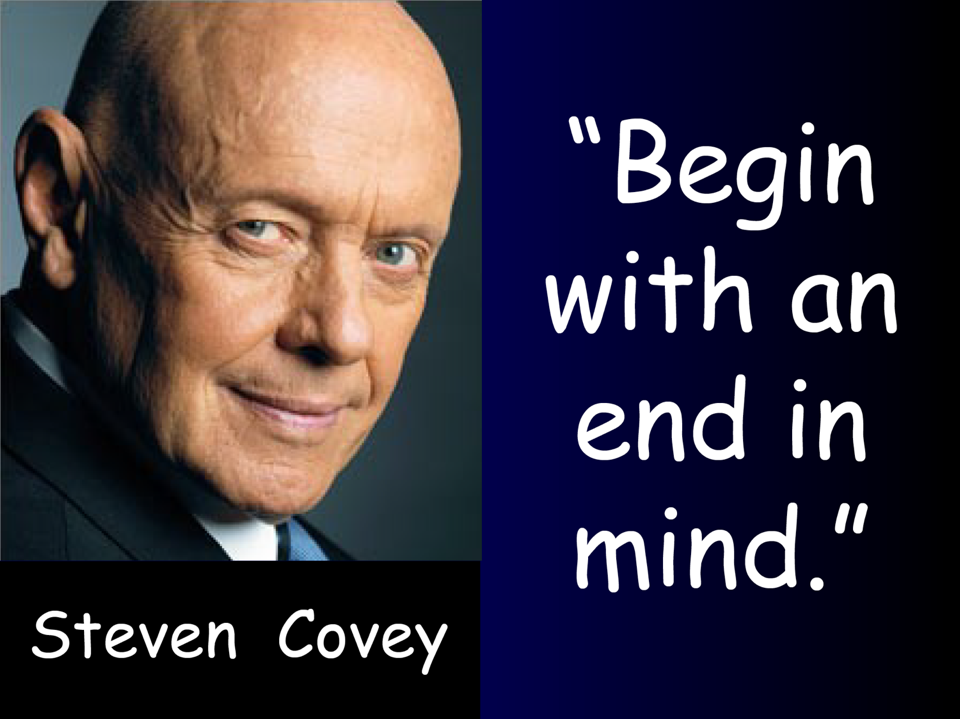 “Begin
with an
end in
mind.”
Steven Covey